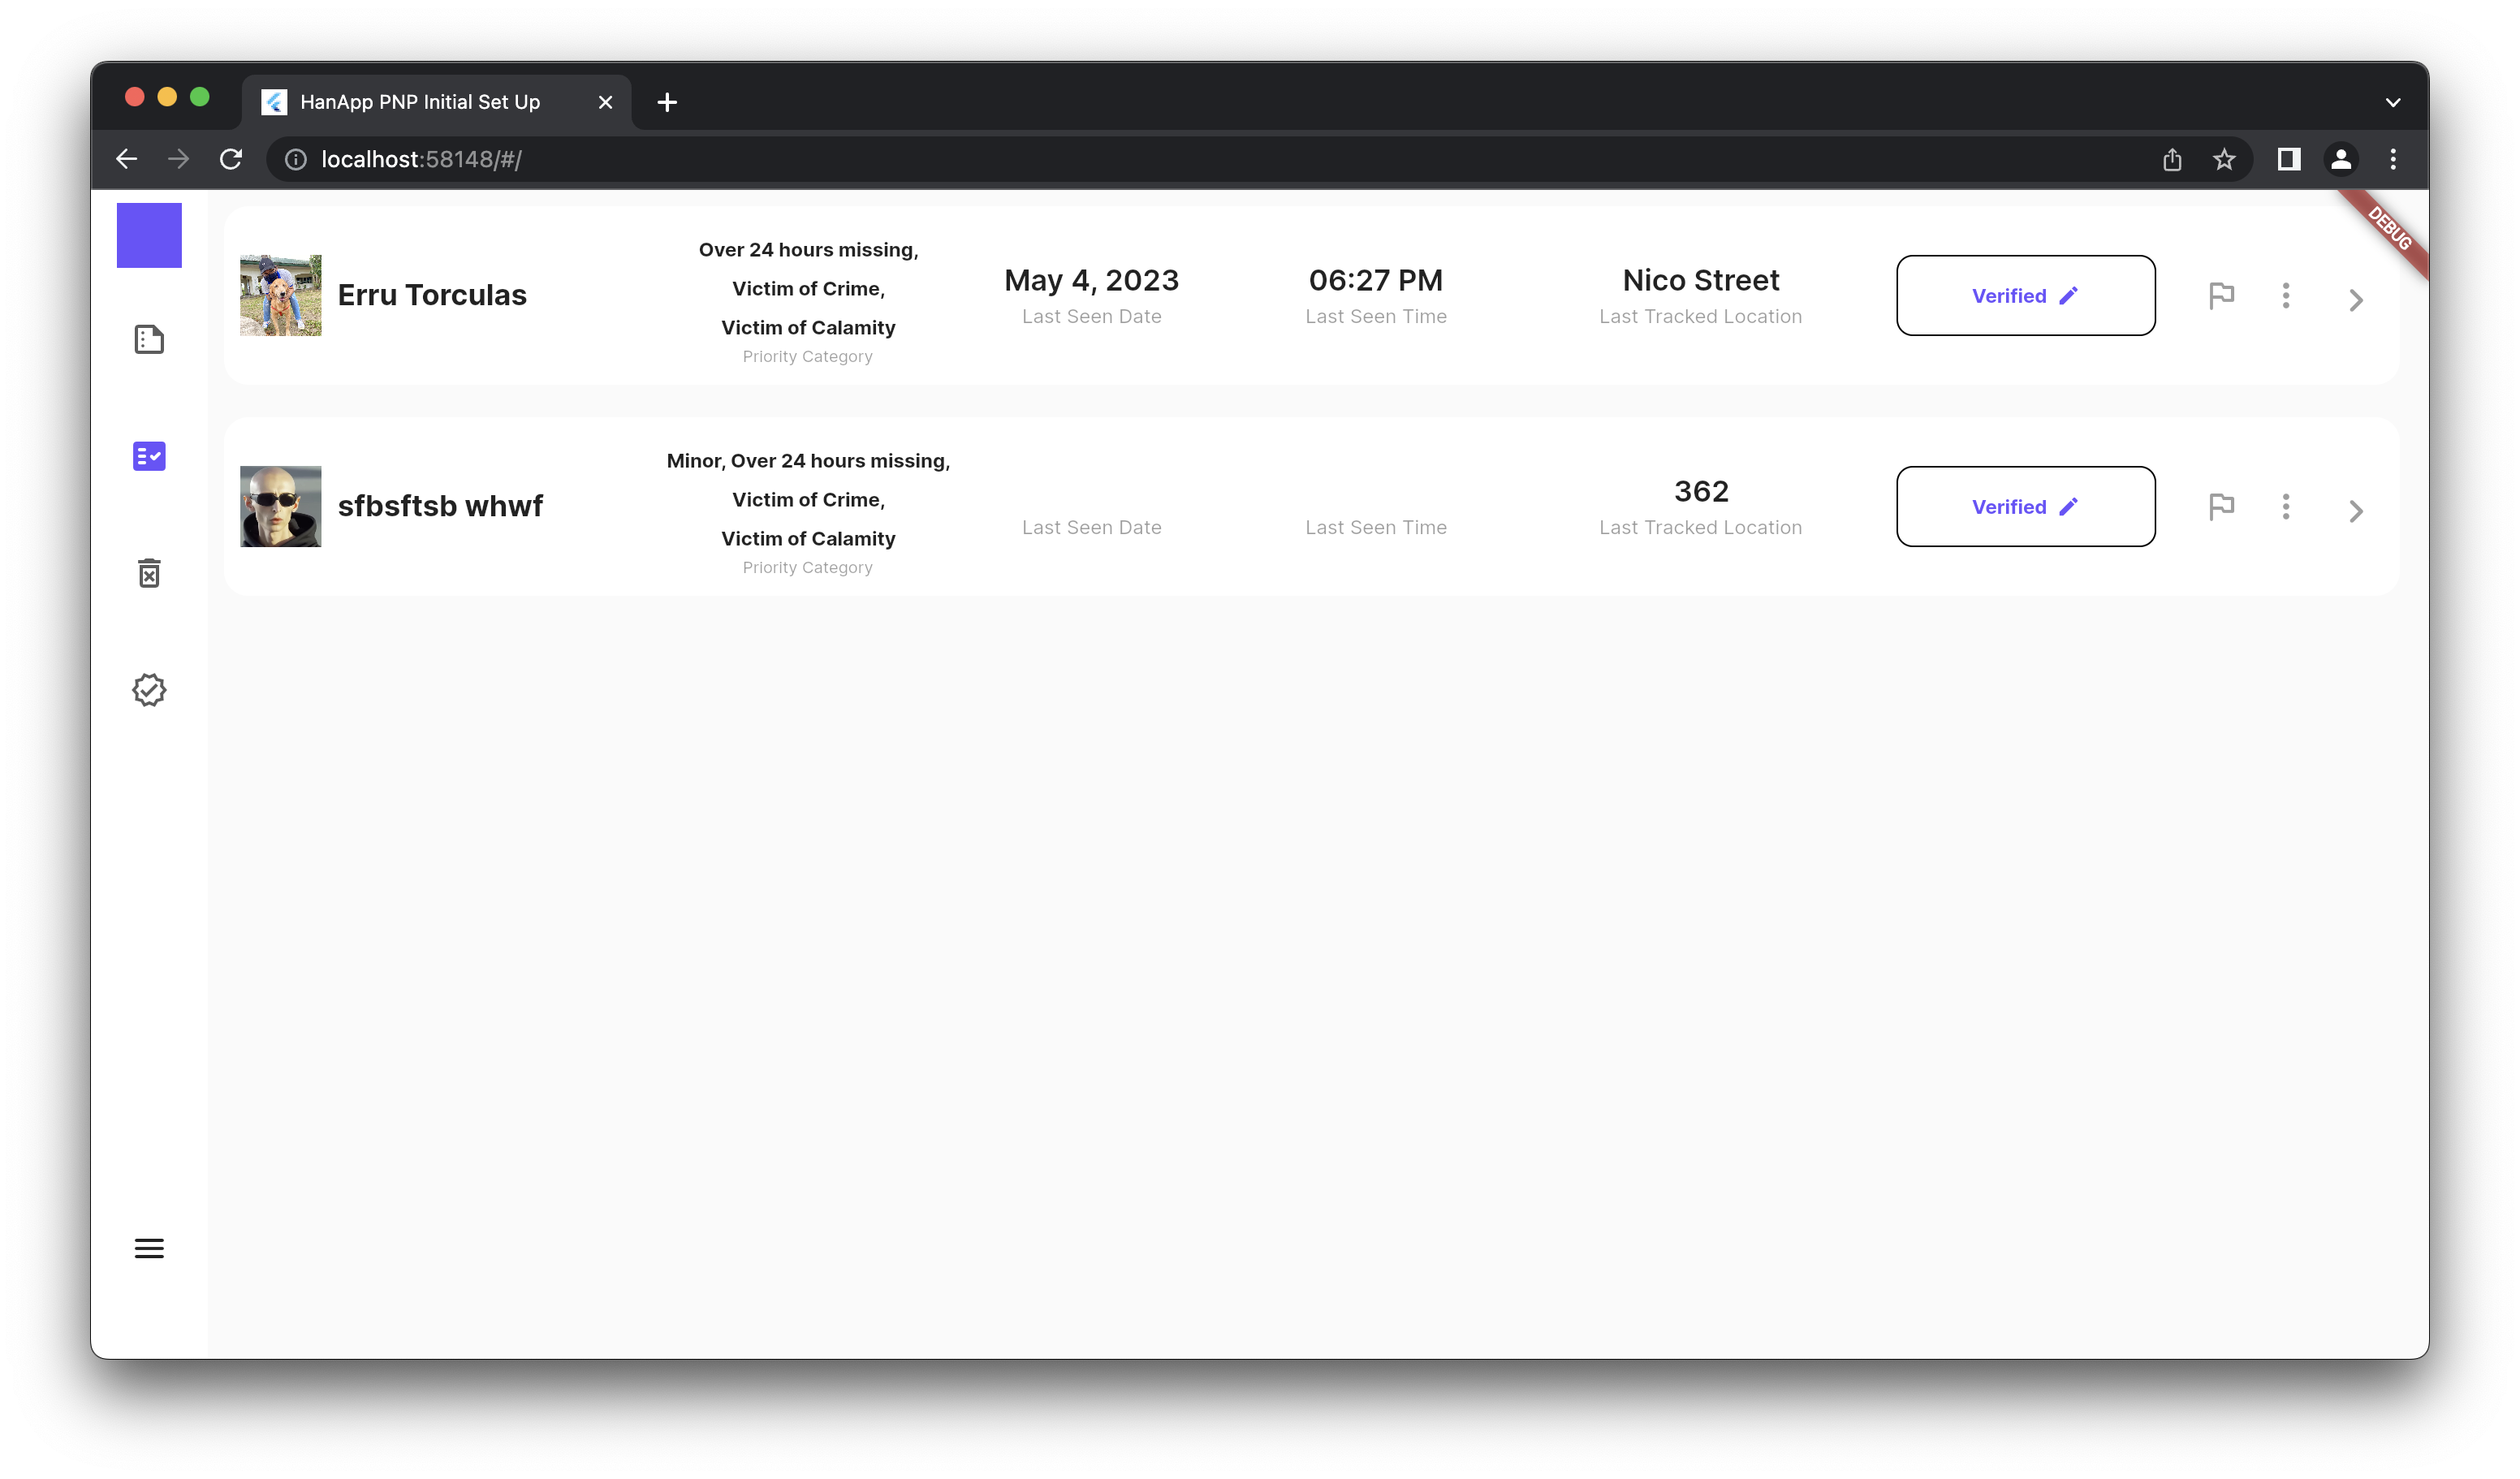 HanApp PNP Initial Set Up
localhost:58148/#/
DEBUG
Erru Torculas
Over 24 hours missing,
Victim of Crime,
Victim of Calamity
Priority Category
May 4, 2023
Last Seen Date
06:27 PM
Last Seen Time
Nico Street
Last Tracked Location
Verified
sfbsftsb whwf
Minor, Over 24 hours missing,
Victim of Crime,
Victim of Calamity
Priority Category
Last Seen Date
Last Seen Time
362
Last Tracked Location
Verified